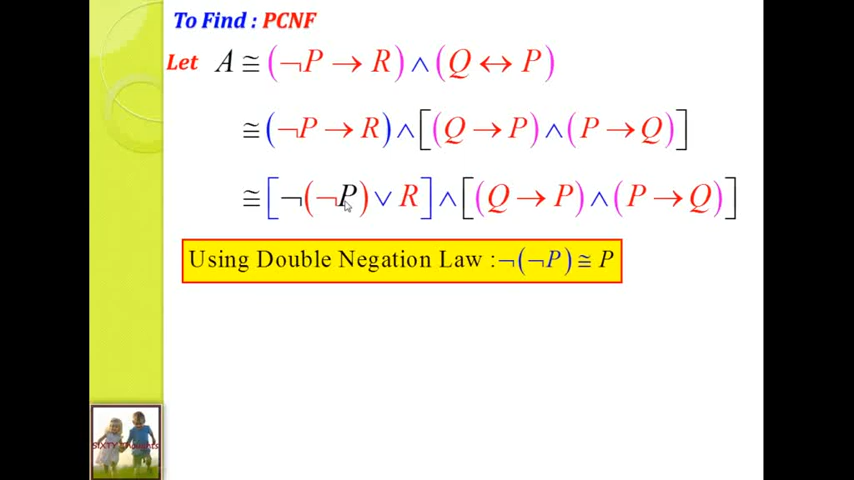 To Find : PCNF
Let A ≅ (¬P → R) ∧ (Q ↔ P)
≅ (¬P → R) ∧ [(Q → P) ∧ (P → Q)]
≅ [¬(¬P) ∨ R] ∧ [(Q → P) ∧ (P → Q)]
Using Double Negation Law : ¬(¬P) ≅ P